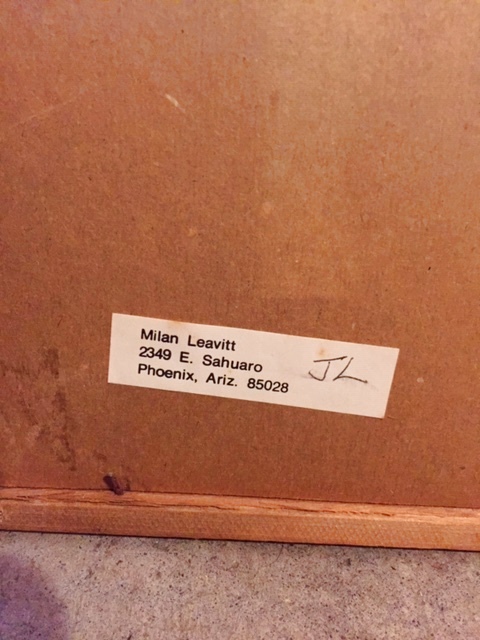 Milan Leavitt
2349 E. Sahuaro
Phoenix, Ariz. 85028
JL